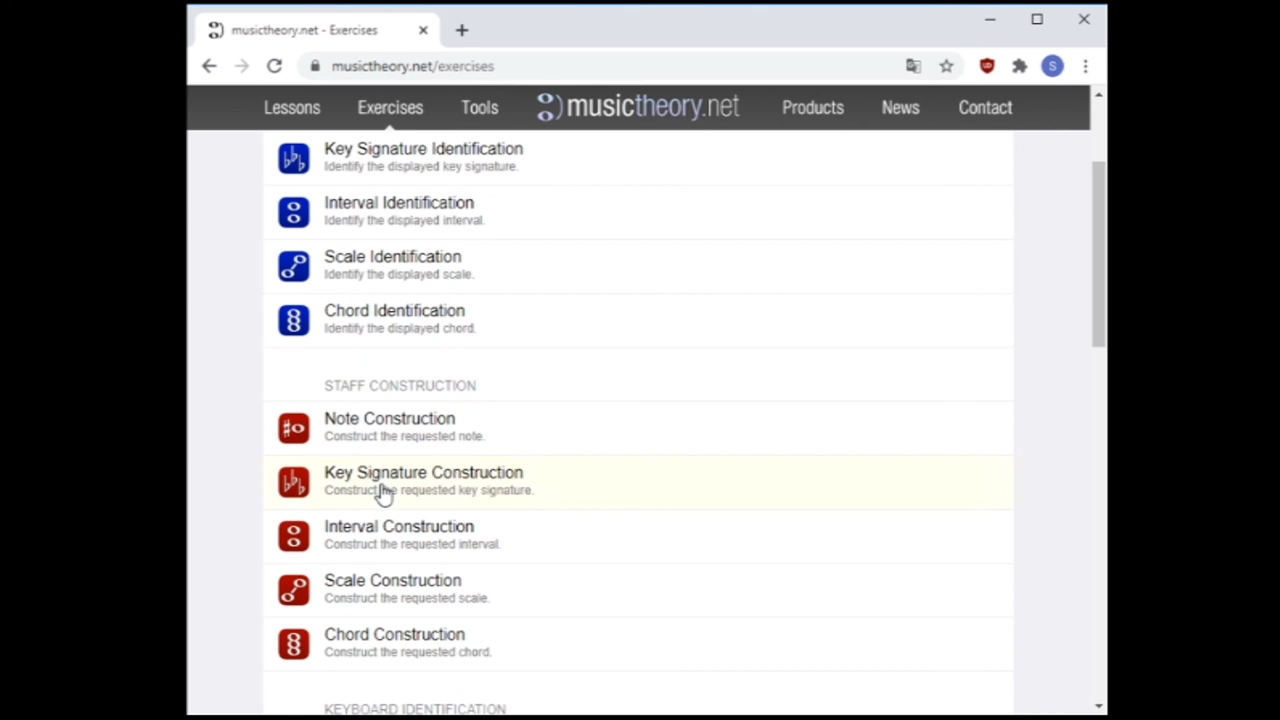 musictheory.net - Exercises
musictheory.net/exercises
S
Lessons Exercises Tools musictheory.net Products News Contact
Key Signature Identification
Identify the displayed key signature.
Interval Identification
Identify the displayed interval.
Scale Identification
Identify the displayed scale.
Chord Identification
Identify the displayed chord.
STAFF CONSTRUCTION
Note Construction
Construct the requested note.
Key Signature Construction
Construct the requested key signature.
Interval Construction
Construct the requested interval.
Scale Construction
Construct the requested scale.
Chord Construction
Construct the requested chord.
KEYBOARD IDENTIFICATION